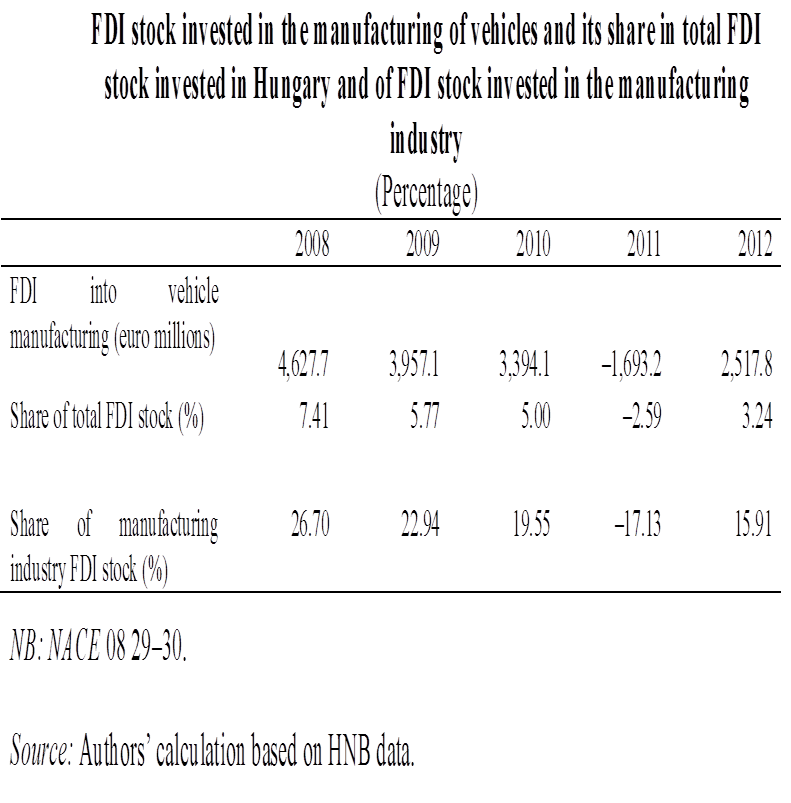 FDI stock invested in the manufacturing of vehicles and its share in total FDI
stock invested in Hungary and of FDI stock invested in the manufacturing
industry
(Percentage)
2008 2009 2010 2011 2012
FDI into vehicle
manufacturing (euro millions)
4,627.7 3,957.1 3,394.1 –1,693.2 2,517.8
Share of total FDI stock (%) 7.41 5.77 5.00 –2.59 3.24
Share of manufacturing 26.70 22.94 19.55 –17.13 15.91
industry FDI stock (%)
NB: NACE 08 29–30.
Source: Authors’ calculation based on HNB data.